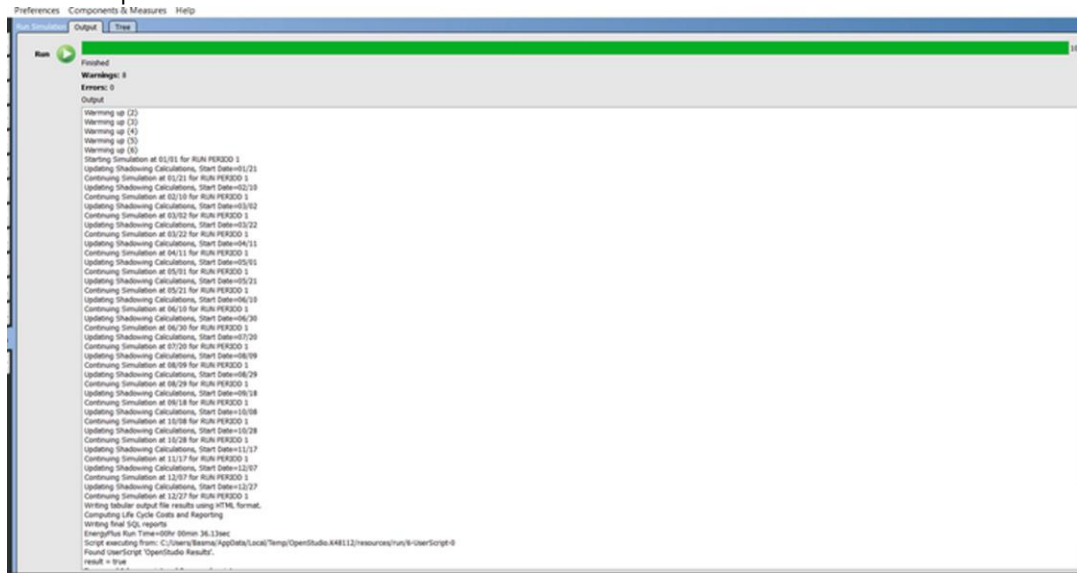 Preferences Components & Measures Help
Run Simulation Output Tree
Run
Finished
Warnings: 8
Errors: 0
Output
Warming up (2)
Warming up (3)
Warming up (4)
Warming up (5)
Warming up (6)
Starting Simulation at 01/01 for RUN PERIOD 1
Updating Shadowing Calculations, Start Date=01/21
Continuing Simulation at 01/21 for RUN PERIOD 1
Updating Shadowing Calculations, Start Date=02/10
Continuing Simulation at 02/10 for RUN PERIOD 1
Updating Shadowing Calculations, Start Date=03/02
Continuing Simulation at 03/02 for RUN PERIOD 1
Updating Shadowing Calculations, Start Date=03/22
Continuing Simulation at 03/22 for RUN PERIOD 1
Updating Shadowing Calculations, Start Date=04/11
Continuing Simulation at 04/11 for RUN PERIOD 1
Updating Shadowing Calculations, Start Date=05/01
Continuing Simulation at 05/01 for RUN PERIOD 1
Updating Shadowing Calculations, Start Date=05/21
Continuing Simulation at 05/21 for RUN PERIOD 1
Updating Shadowing Calculations, Start Date=06/10
Continuing Simulation at 06/10 for RUN PERIOD 1
Updating Shadowing Calculations, Start Date=06/30
Continuing Simulation at 06/30 for RUN PERIOD 1
Updating Shadowing Calculations, Start Date=07/20
Continuing Simulation at 07/20 for RUN PERIOD 1
Updating Shadowing Calculations, Start Date=08/09
Continuing Simulation at 08/09 for RUN PERIOD 1
Updating Shadowing Calculations, Start Date=08/29
Continuing Simulation at 08/29 for RUN PERIOD 1
Updating Shadowing Calculations, Start Date=09/18
Continuing Simulation at 09/18 for RUN PERIOD 1
Updating Shadowing Calculations, Start Date=10/08
Continuing Simulation at 10/08 for RUN PERIOD 1
Updating Shadowing Calculations, Start Date=10/28
Continuing Simulation at 10/28 for RUN PERIOD 1
Updating Shadowing Calculations, Start Date=11/17
Continuing Simulation at 11/17 for RUN PERIOD 1
Updating Shadowing Calculations, Start Date=12/07
Continuing Simulation at 12/07 for RUN PERIOD 1
Updating Shadowing Calculations, Start Date=12/27
Continuing Simulation at 12/27 for RUN PERIOD 1
Writing tabular output file results using HTML format.
Computing Life Cycle Costs and Reporting
Writing final SQL reports
EnergyPlus Run Time=00hr 00min 36.13sec
Script executing from: C:/Users/Basma/AppData/Local/Temp/OpenStudio.K48112/resources/run/6-UserScript-0
Found UserScript 'OpenStudio Results'.
result = true